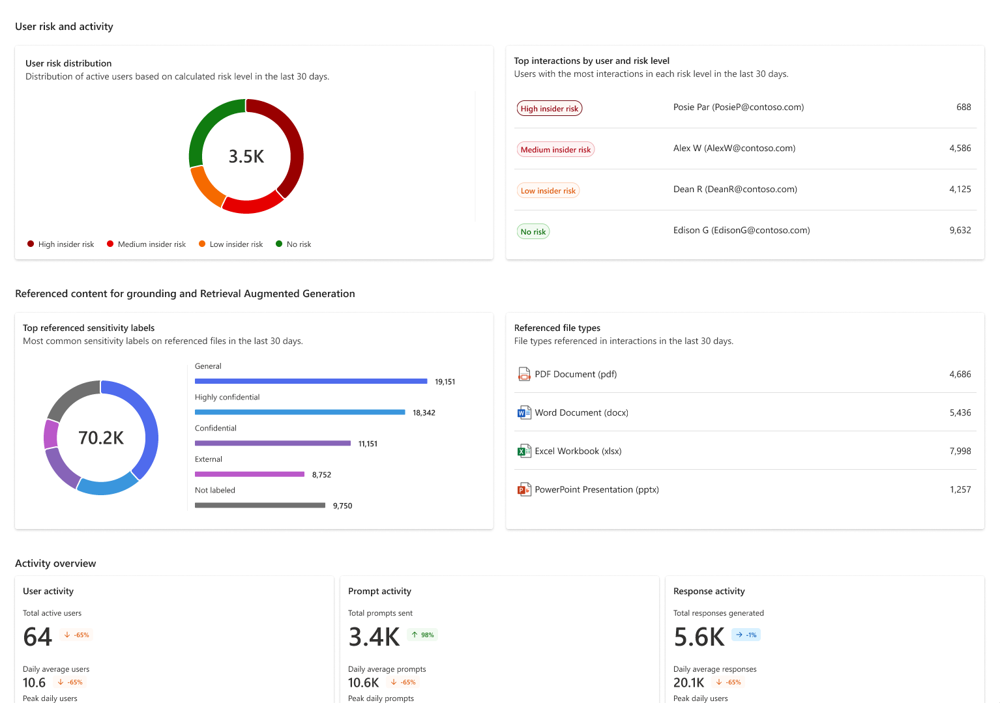 User risk and activity
User risk distribution
Distribution of active users based on calculated risk level in the last 30 days.
3.5K
High insider risk
Medium insider risk
Low insider risk
No risk
Top interactions by user and risk level
Users with the most interactions in each risk level in the last 30 days.
High insider risk Posie Par (PosieP@contoso.com) 688
Medium insider risk Alex W (AlexW@contoso.com) 4,586
Low insider risk Dean R (DeanR@contoso.com) 4,125
No risk Edison G (EdisonG@contoso.com) 9,632
Referenced content for grounding and Retrieval Augmented Generation
Top referenced sensitivity labels
Most common sensitivity labels on referenced files in the last 30 days.
70.2K
General
19,151
Highly confidential
18,342
Confidential
11,151
External
8,752
Not labeled
9,750
Referenced file types
File types referenced in interactions in the last 30 days.
PDF Document (pdf) 4,686
Word Document (docx) 5,436
Excel Workbook (xlsx) 7,998
PowerPoint Presentation (pptx) 1,257
Activity overview
User activity
Total active users
64 ↓ -65%
Daily average users
10.6 ↓ -65%
Peak daily users
Prompt activity
Total prompts sent
3.4K ↑ 98%
Daily average prompts
10.6K ↓ -65%
Peak daily prompts
Response activity
Total responses generated
5.6K → -1%
Daily average responses
20.1K ↓ -65%
Peak daily users